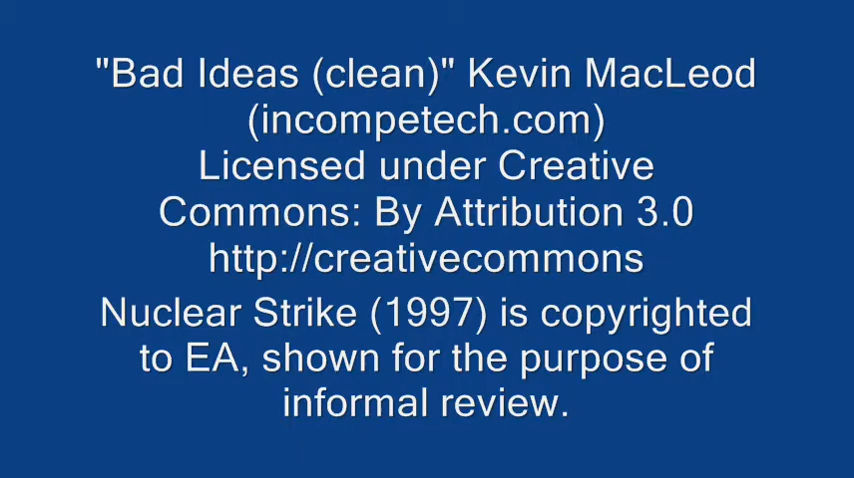 "Bad Ideas (clean)" Kevin MacLeod
(incompetech.com)
Licensed under Creative
Commons: By Attribution 3.0
http://creativecommons
Nuclear Strike (1997) is copyrighted
to EA, shown for the purpose of
informal review.